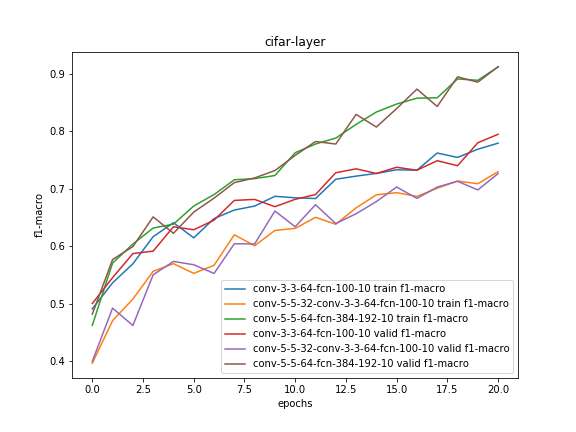 cifar-layer
f1-macro
0.9
0.8
0.7
0.6
0.5
0.4
conv-3-3-64-fcn-100-10 train f1-macro
conv-5-5-32-conv-3-3-64-fcn-100-10 train f1-macro
conv-5-5-64-fcn-384-192-10 train f1-macro
conv-3-3-64-fcn-100-10 valid f1-macro
conv-5-5-32-conv-3-3-64-fcn-100-10 valid f1-macro
conv-5-5-64-fcn-384-192-10 valid f1-macro
0.0 2.5 5.0 7.5 10.0 12.5 15.0 17.5 20.0
epochs